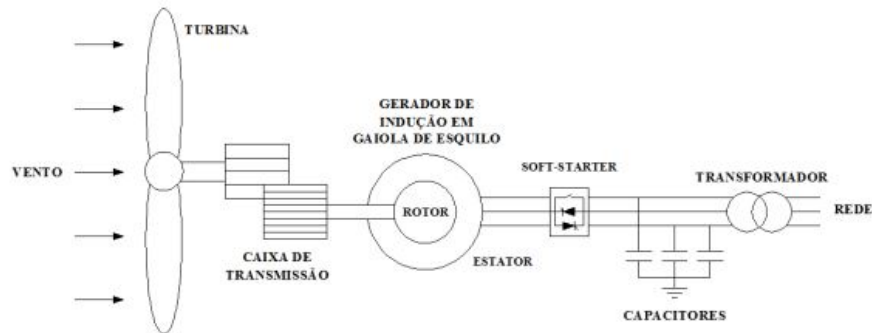 TURBINA
VENTO
GERADOR DE
INDUÇÃO EM
GAIOLA DE ESQUILO
ROTOR
ESTATOR
CAIXA DE
TRANSMISSÃO
SOFT-STARTER
TRANSFORMADOR
REDE
CAPACITORES